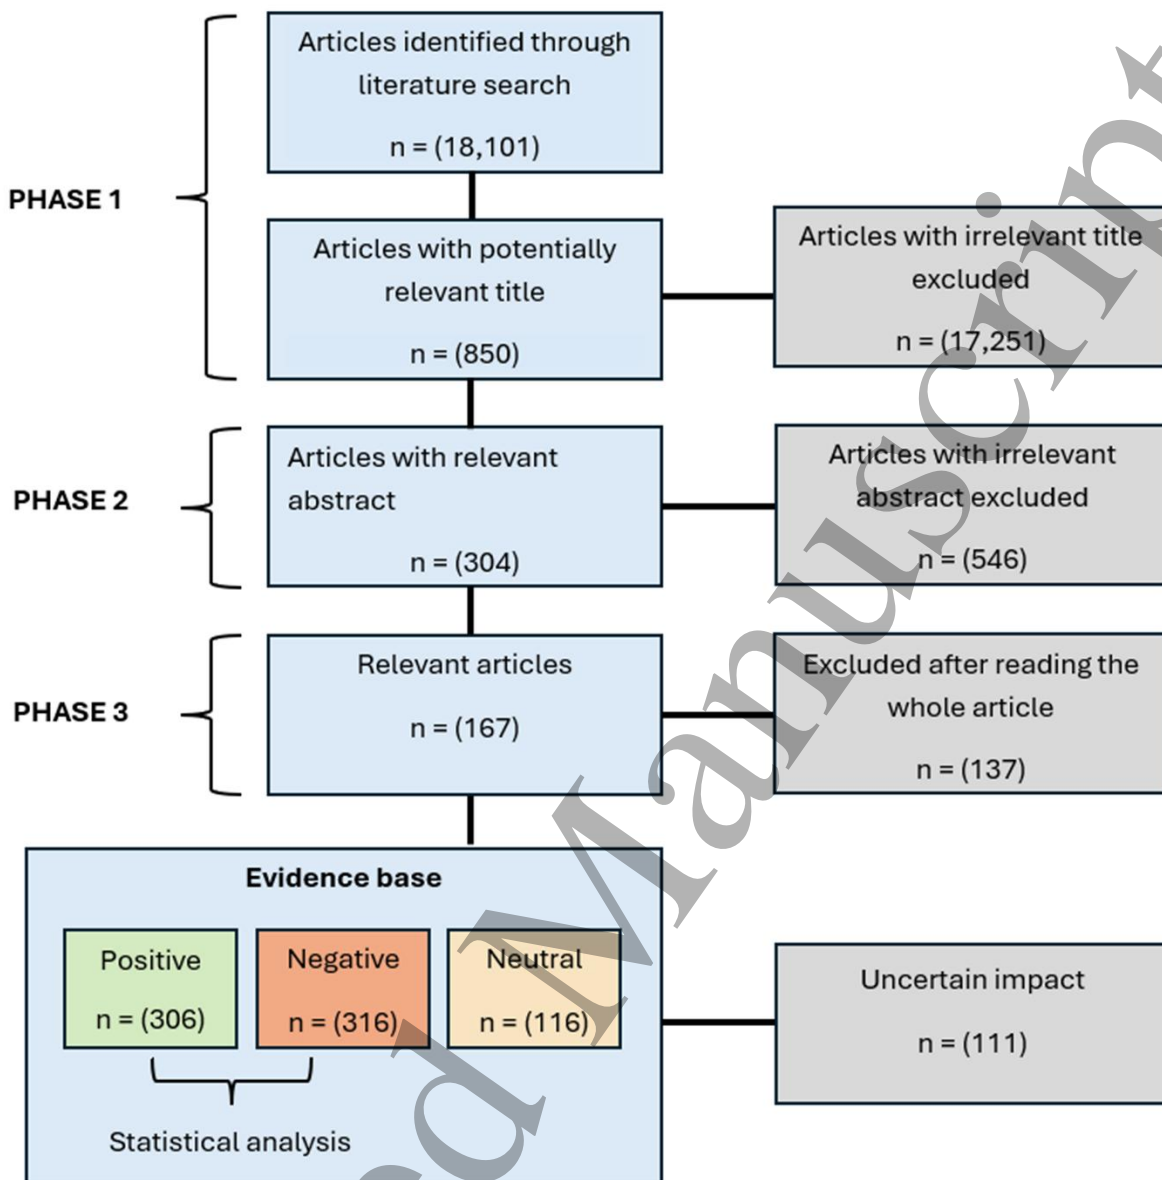 Articles identified through
literature search
n = (18,101)
PHASE 1
Articles with potentially
relevant title
n = (850)
Articles with irrelevant title
excluded
n = (17,251)
PHASE 2
Articles with relevant
abstract
n = (304)
Articles with irrelevant
abstract excluded
n = (546)
PHASE 3
Relevant articles
n = (167)
Excluded after reading the
whole article
n = (137)
Evidence base
Positive
n = (306)
Negative
n = (316)
Neutral
n = (116)
Uncertain impact
n = (111)
Statistical analysis
ed Manuscript